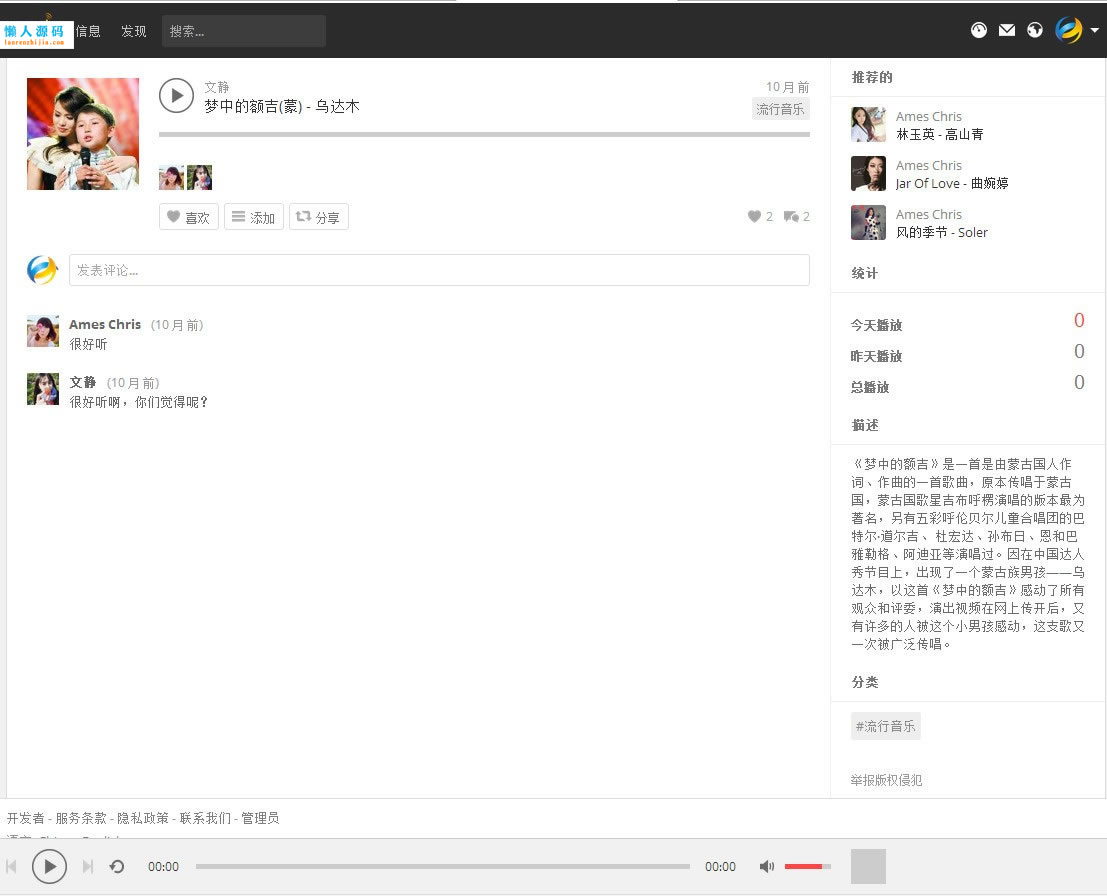 懒人源码
lanrenzhijia.com
信息 发现 搜索...
文静
梦中的额吉(蒙) - 乌达木
10 月 前
流行音乐
喜欢 添加 分享
2 2
发表评论...
Ames Chris (10 月 前)
很好听
文静 (10 月 前)
很好听啊，你们觉得呢？
推荐的
Ames Chris
林玉英 - 高山青
Ames Chris
Jar Of Love - 曲婉婷
Ames Chris
风的季节 - Soler
统计
今天播放 0
昨天播放 0
总播放 0
描述
《梦中的额吉》是一首是由蒙古国人作
词、作曲的一首歌曲，原本传唱于蒙古
国，蒙古国歌星吉布呼楞演唱的版本最为
著名，另有五彩呼伦贝尔儿童合唱团的巴
特尔·道尔吉、 杜宏达、孙布日、恩和巴
雅勒格、阿迪亚等演唱过。因在中国达人
秀节目上，出现了一个蒙古族男孩——乌
达木，以这首《梦中的额吉》感动了所有
观众和评委，演出视频在网上传开后，又
有许多的人被这个小男孩感动，这支歌又
一次被广泛传唱。
分类
#流行音乐
举报版权侵犯
开发者 - 服务条款 - 隐私政策 - 联系我们 - 管理员
00:00 00:00